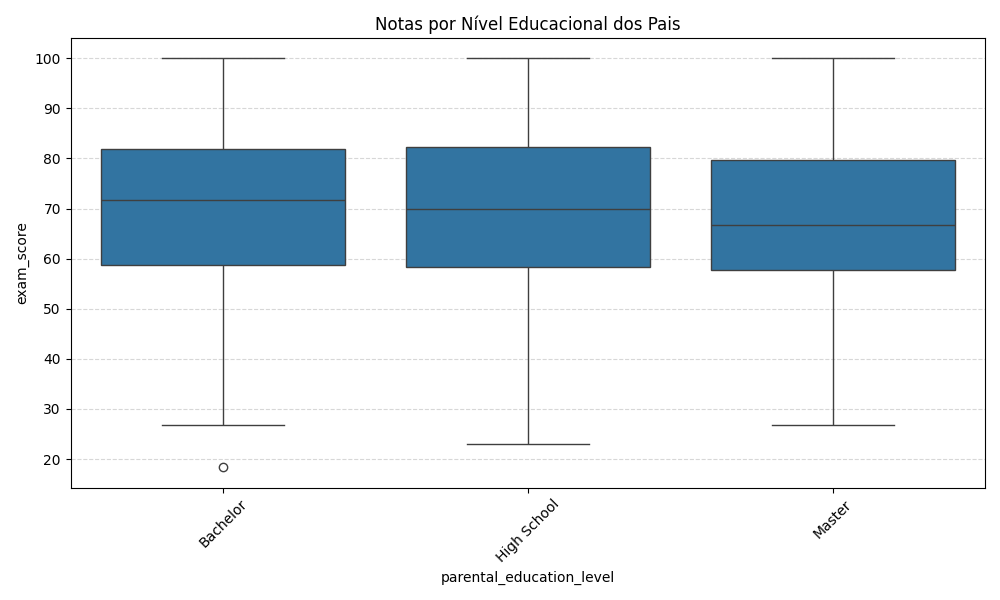 Notas por Nível Educacional dos Pais
exam_score
100
90
80
70
60
50
40
30
20
Bachelor
High School
Master
parental_education_level